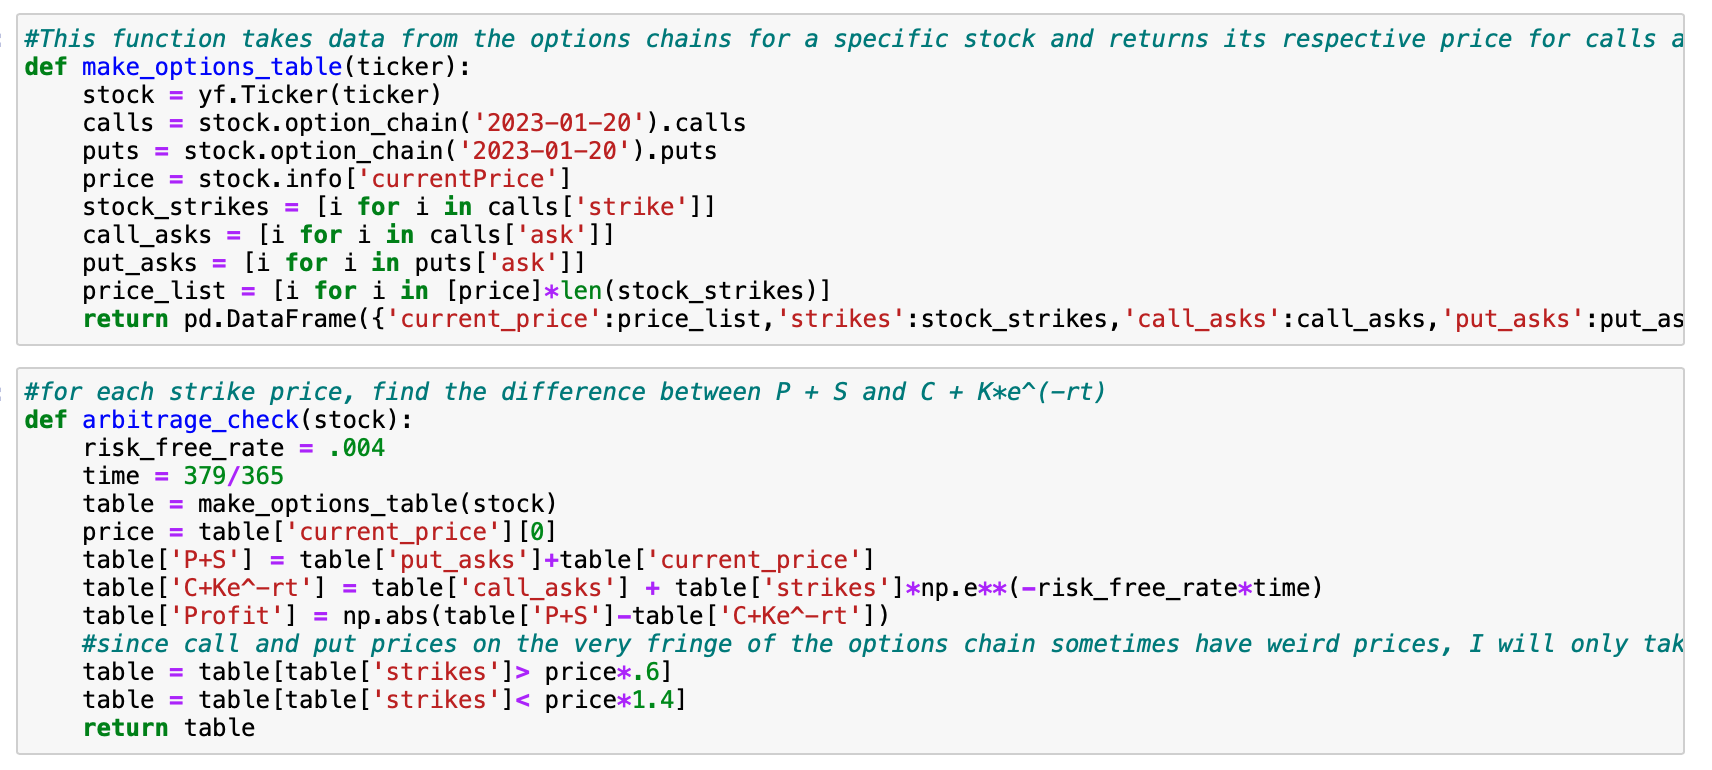 #This function takes data from the options chains for a specific stock and returns its respective price for calls
def make_options_table(ticker):
    stock = yf.Ticker(ticker)
    calls = stock.option_chain('2023-01-20').calls
    puts = stock.option_chain('2023-01-20').puts
    price = stock.info['currentPrice']
    stock_strikes = [i for i in calls['strike']]
    call_asks = [i for i in calls['ask']]
    put_asks = [i for i in puts['ask']]
    price_list = [i for i in [price]*len(stock_strikes)]
    return pd.DataFrame({'current_price':price_list,'strikes':stock_strikes,'call_asks':call_asks,'put_asks':put_as
#for each strike price, find the difference between P + S and C + K*e^(-rt)
def arbitrage_check(stock):
    risk_free_rate = .004
    time = 379/365
    table = make_options_table(stock)
    price = table['current_price'][0]
    table['P+S'] = table['put_asks']+table['current_price']
    table['C+Ke^-rt'] = table['call_asks'] + table['strikes']*np.e**(-risk_free_rate*time)
    table['Profit'] = np.abs(table['P+S']-table['C+Ke^-rt'])
    #since call and put prices on the very fringe of the options chain sometimes have weird prices, I will only tak
    table = table[table['strikes']> price*.6]
    table = table[table['strikes']< price*1.4]
    return table